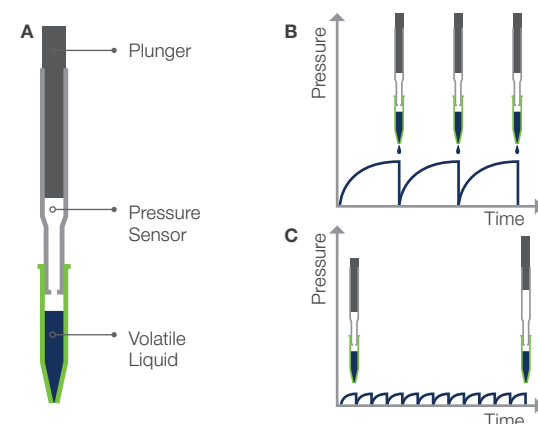 A
Plunger
Pressure
Sensor
Volatile
Liquid
B
Pressure
Time
C
Pressure
Time